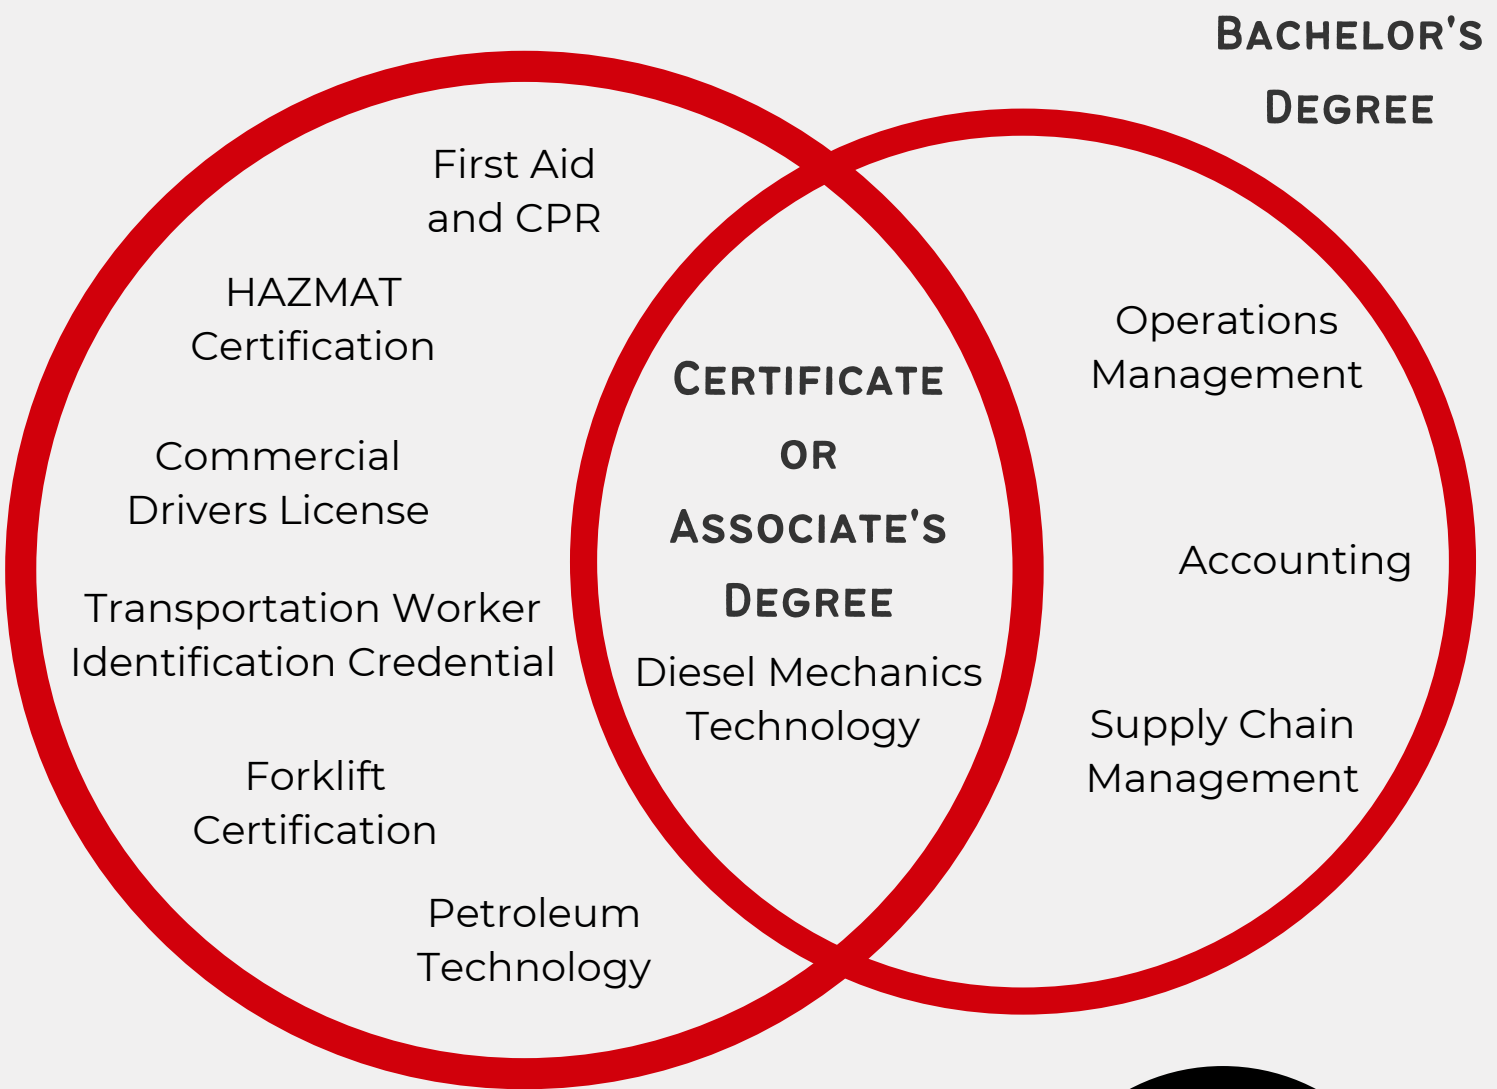 BACHELOR'S
DEGREE
First Aid
and CPR
HAZMAT
Certification
Commercial
Drivers License
Transportation Worker
Identification Credential
Forklift
Certification
Petroleum
Technology
CERTIFICATE
OR
ASSOCIATE'S
DEGREE
Diesel Mechanics
Technology
Operations
Management
Accounting
Supply Chain
Management